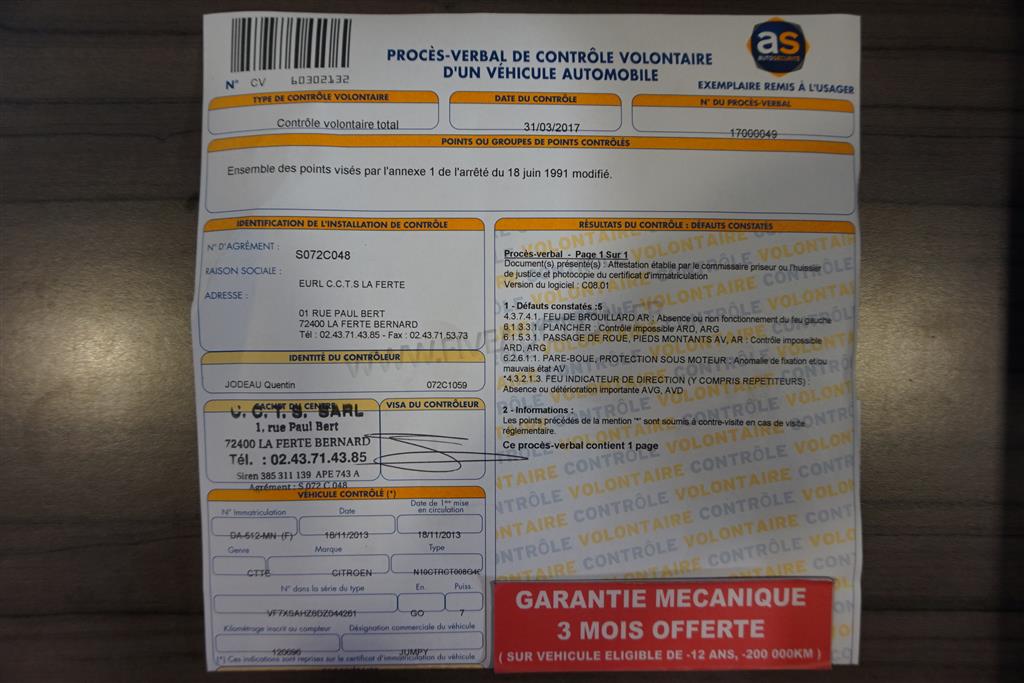 N° CV 60302132
PROCÈS-VERBAL DE CONTRÔLE VOLONTAIRE
D'UN VÉHICULE AUTOMOBILE
as
AUTOSECURITE
EXEMPLAIRE REMIS À L'USAGER
TYPE DE CONTRÔLE VOLONTAIRE
Contrôle volontaire total
DATE DU CONTRÔLE
31/03/2017
N° DU PROCÈS-VERBAL
17000049
POINTS OU GROUPES DE POINTS CONTRÔLÉS
Ensemble des points visés par l'annexe 1 de l'arrêté du 18 juin 1991 modifié.
IDENTIFICATION DE L'INSTALLATION DE CONTRÔLE
N° D'AGRÉMENT : S072C048
RAISON SOCIALE :
EURL C.C.T.S LA FERTE
ADRESSE :
01 RUE PAUL BERT
72400 LA FERTE BERNARD
Tél : 02.43.71.43.85 - Fax : 02.43.71.53.73
IDENTITÉ DU CONTRÔLEUR
JODEAU Quentin 072C1059
CACHET DU CENTRE
C. C. T. S. SARL
1, rue Paul Bert
72400 LA FERTE BERNARD
Tél. : 02.43.71.43.85
Siren 385 311 139 APE 743 A
Agrément : S 072 C 048
VISA DU CONTRÔLEUR
VÉHICULE CONTRÔLÉ (*)
N° Immatriculation
DA-512-MN (F)
Date
18/11/2013
Date de 1ère mise
en circulation
18/11/2013
Genre
CTTE
Marque
CITROEN
Type
N° dans la série du type
En.
GO
Puiss.
7
Kilométrage inscrit au compteur
120696
Désignation commerciale du véhicule
JUMPY
(*) Ces indications sont reprises sur le certificat d'immatriculation du véhicule
RÉSULTATS DU CONTRÔLE : DÉFAUTS CONSTATÉS
Procès-verbal - Page 1 Sur 1
Document(s) présenté(s) : Attestation établie par le commissaire priseur ou l'huissier
de justice et photocopie du certificat d'immatriculation
Version du logiciel : C08.01
1 - Défauts constatés :5
4.3.7.4.1. FEU DE BROUILLARD AR : Absence ou non fonctionnement du feu gauche
6.1.3.3.1. PLANCHER : Contrôle impossible ARD, ARG
6.1.5.3.1. PASSAGE DE ROUE, PIEDS MONTANTS AV, AR : Contrôle impossible
ARD, ARG
6.2.6.1.1. PARE-BOUE, PROTECTION SOUS MOTEUR : Anomalie de fixation et/ou
mauvais état AV
*4.3.2.1.3. FEU INDICATEUR DE DIRECTION (Y COMPRIS REPETITEURS) :
Absence ou détérioration importante AVG, AVD
2 - Informations :
Les points précédés de la mention "*" sont soumis à contre-visite en cas de visite
réglementaire.
Ce procès-verbal contient 1 page
CONTRÔLE VOLONTAIRE
GARANTIE MECANIQUE
3 MOIS OFFERTE
( SUR VEHICULE ELIGIBLE DE -12 ANS, -200 000KM )